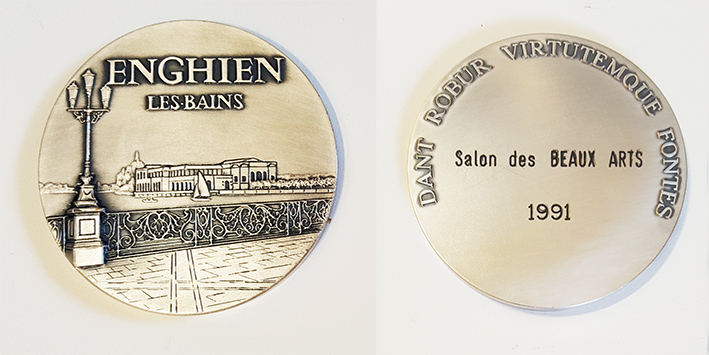 ENGHIEN
LES-BAINS
DANT ROBUR VIRTUTEMQUE FONTES
Salon des BEAUX ARTS
1991